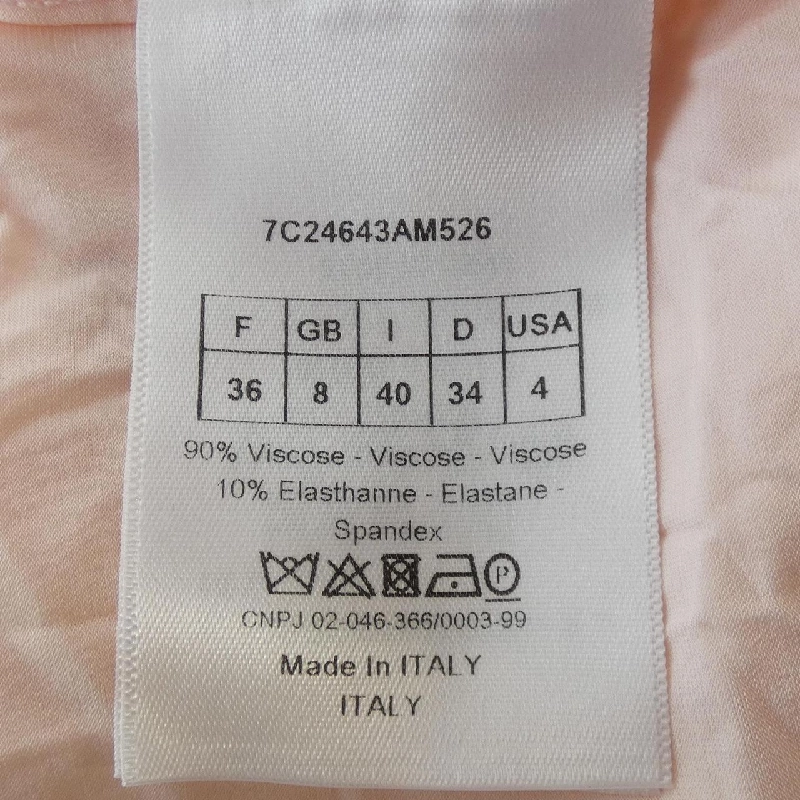 7C24643AM526
F GB I D USA
36 8 40 34 4
90% Viscose - Viscose - Viscose
10% Elasthanne - Elastane -
Spandex
P
CNPJ 02-046-366/0003-99
Made In ITALY
ITALY